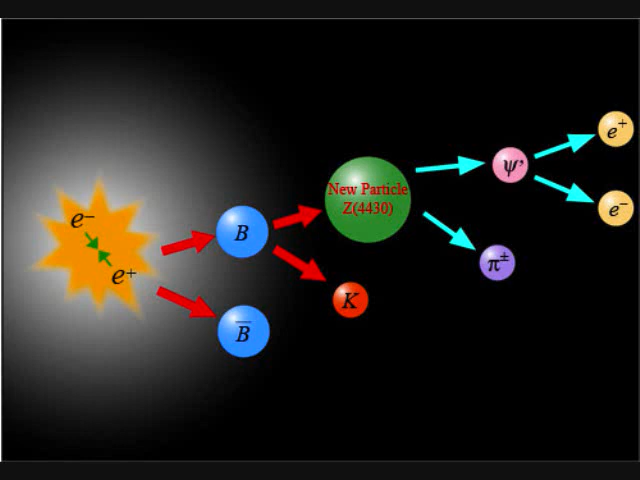 e⁻
e⁺
B
B̅
New Particle
Z(4430)
K
ψ’
π±
e⁺
e⁻